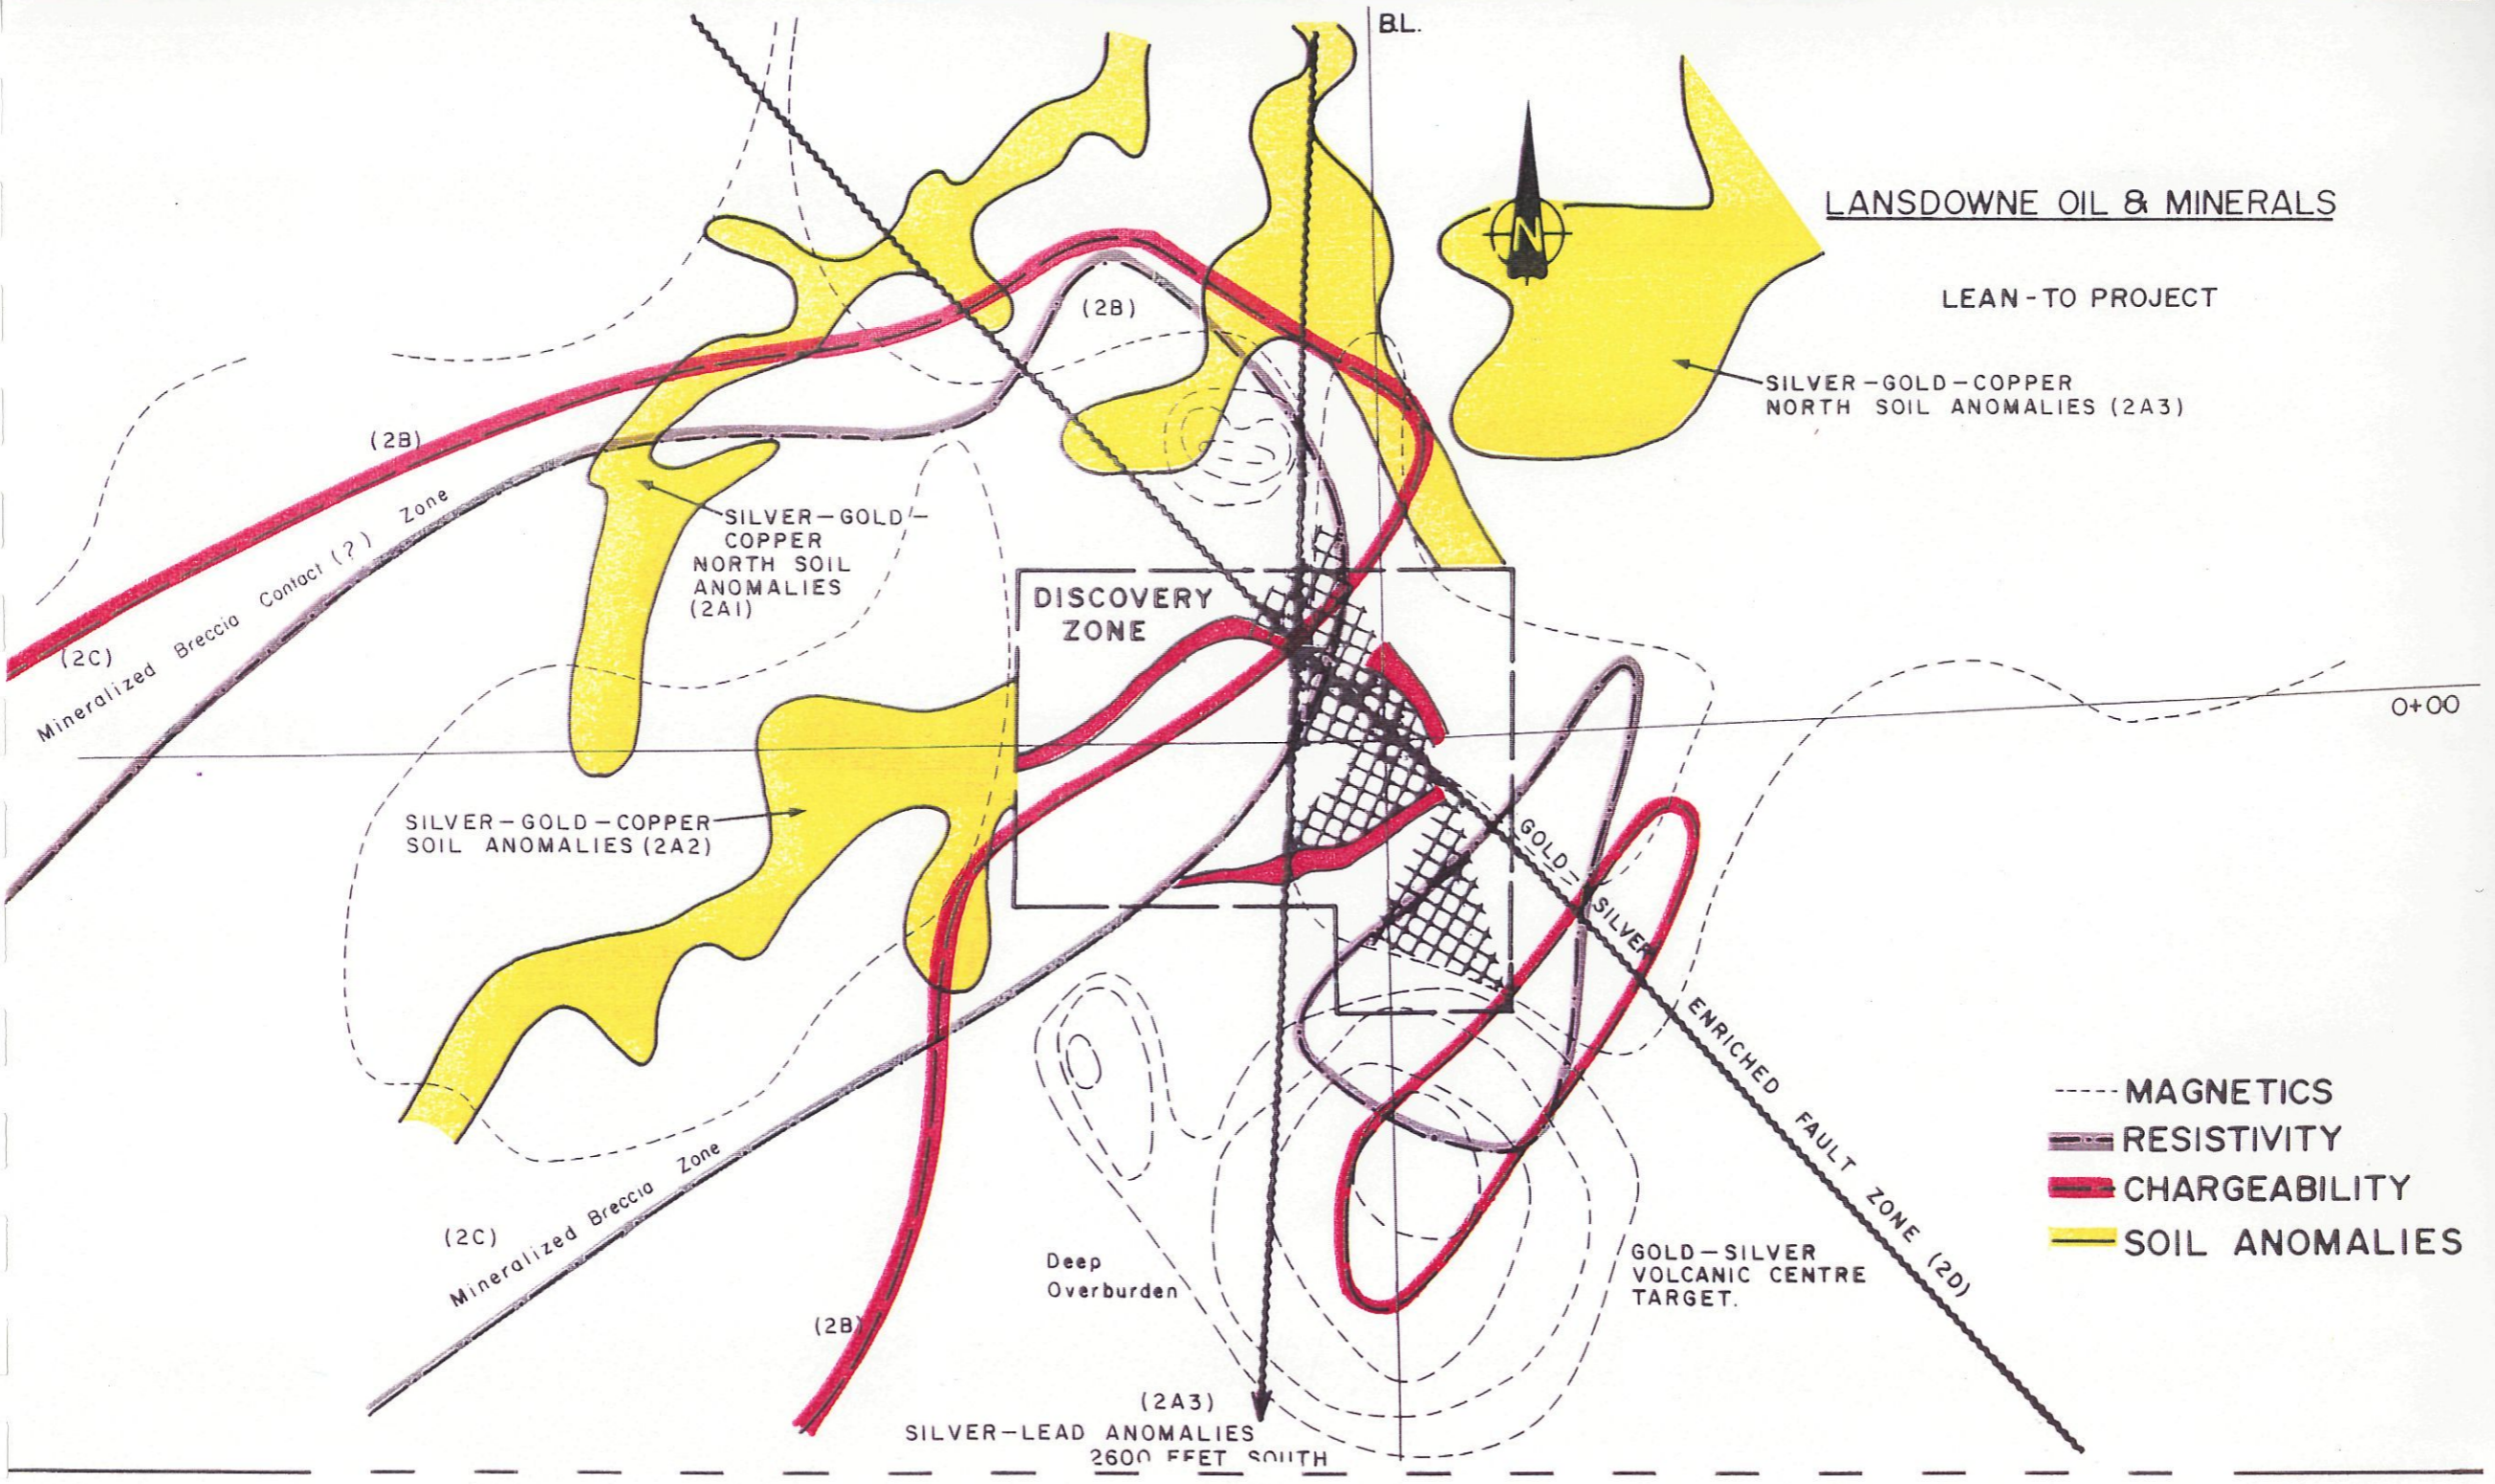 B.L.
LANSDOWNE OIL & MINERALS
LEAN-TO PROJECT
N
(2B)
SILVER-GOLD-COPPER
NORTH SOIL ANOMALIES (2A3)
(2B)
Mineralized Breccia Contact (?) Zone
SILVER-GOLD-
COPPER
NORTH SOIL
ANOMALIES
(2A1)
DISCOVERY
ZONE
(2C)
0+00
SILVER-GOLD-COPPER
SOIL ANOMALIES (2A2)
GOLD-SILVER ENRICHED FAULT ZONE (2D)
MAGNETICS
RESISTIVITY
CHARGEABILITY
SOIL ANOMALIES
(2C)
Mineralized Breccia Zone
Deep
Overburden
GOLD-SILVER
VOLCANIC CENTRE
TARGET.
(2B)
(2A3)
SILVER-LEAD ANOMALIES
2600 FEET SOUTH